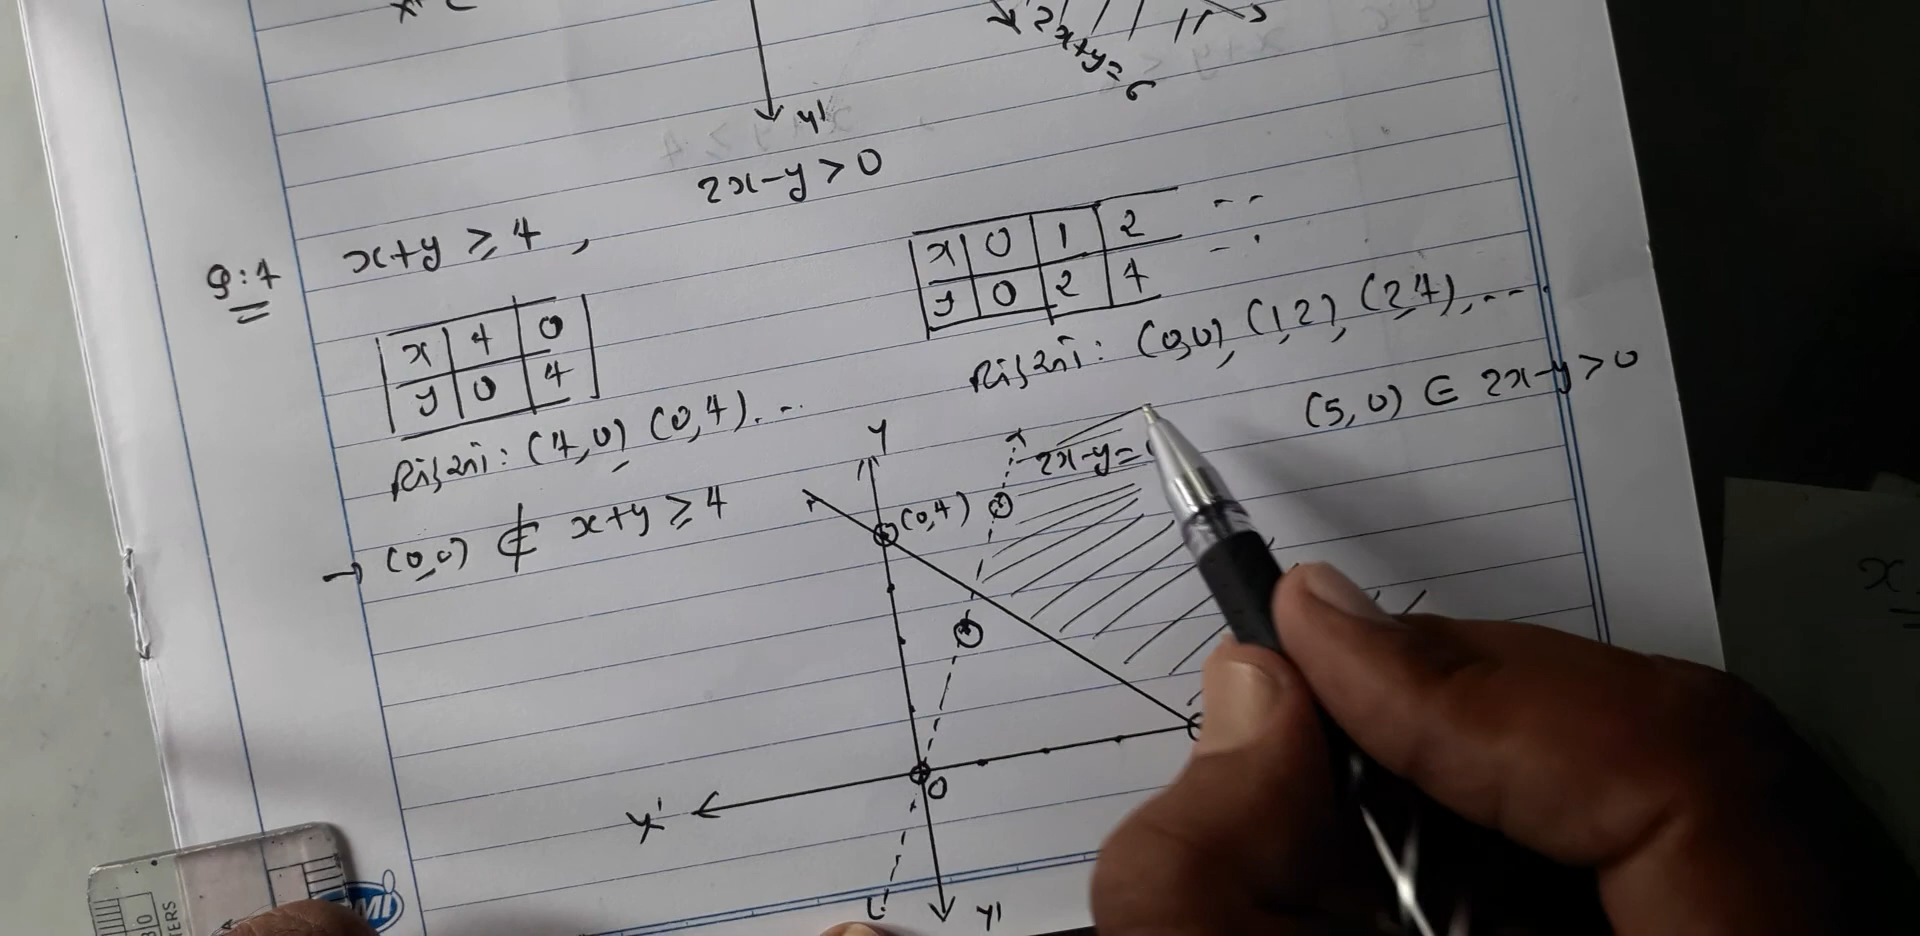 2x+y=6
y'
2x-y>0
Q:4 x+y ≥ 4,
x 4 0
y 0 4
x 0 1 2 --
y 0 2 4 --
(4,0) (0,4)...
(0,0), (1,2), (2,4), --
(5,0) ∈ 2x-y>0
→ (0,0) ∉ x+y ≥ 4
y
2x-y=
(0,4)
O
x'
y'
30